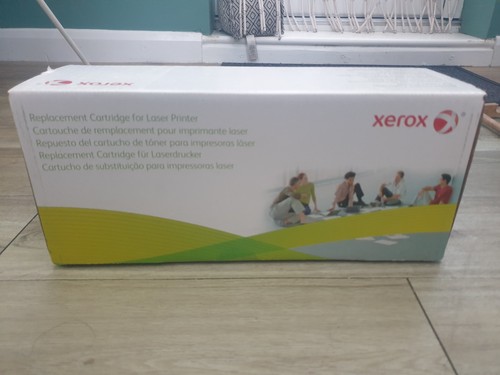 xerox
Replacement Cartridge for Laser Printer
Cartouche de remplacement pour imprimante laser
Repuesto del cartucho de tóner para impresoras láser
Replacement Cartridge für Laserdrucker
Cartucho de substituição para impressoras laser
xerox